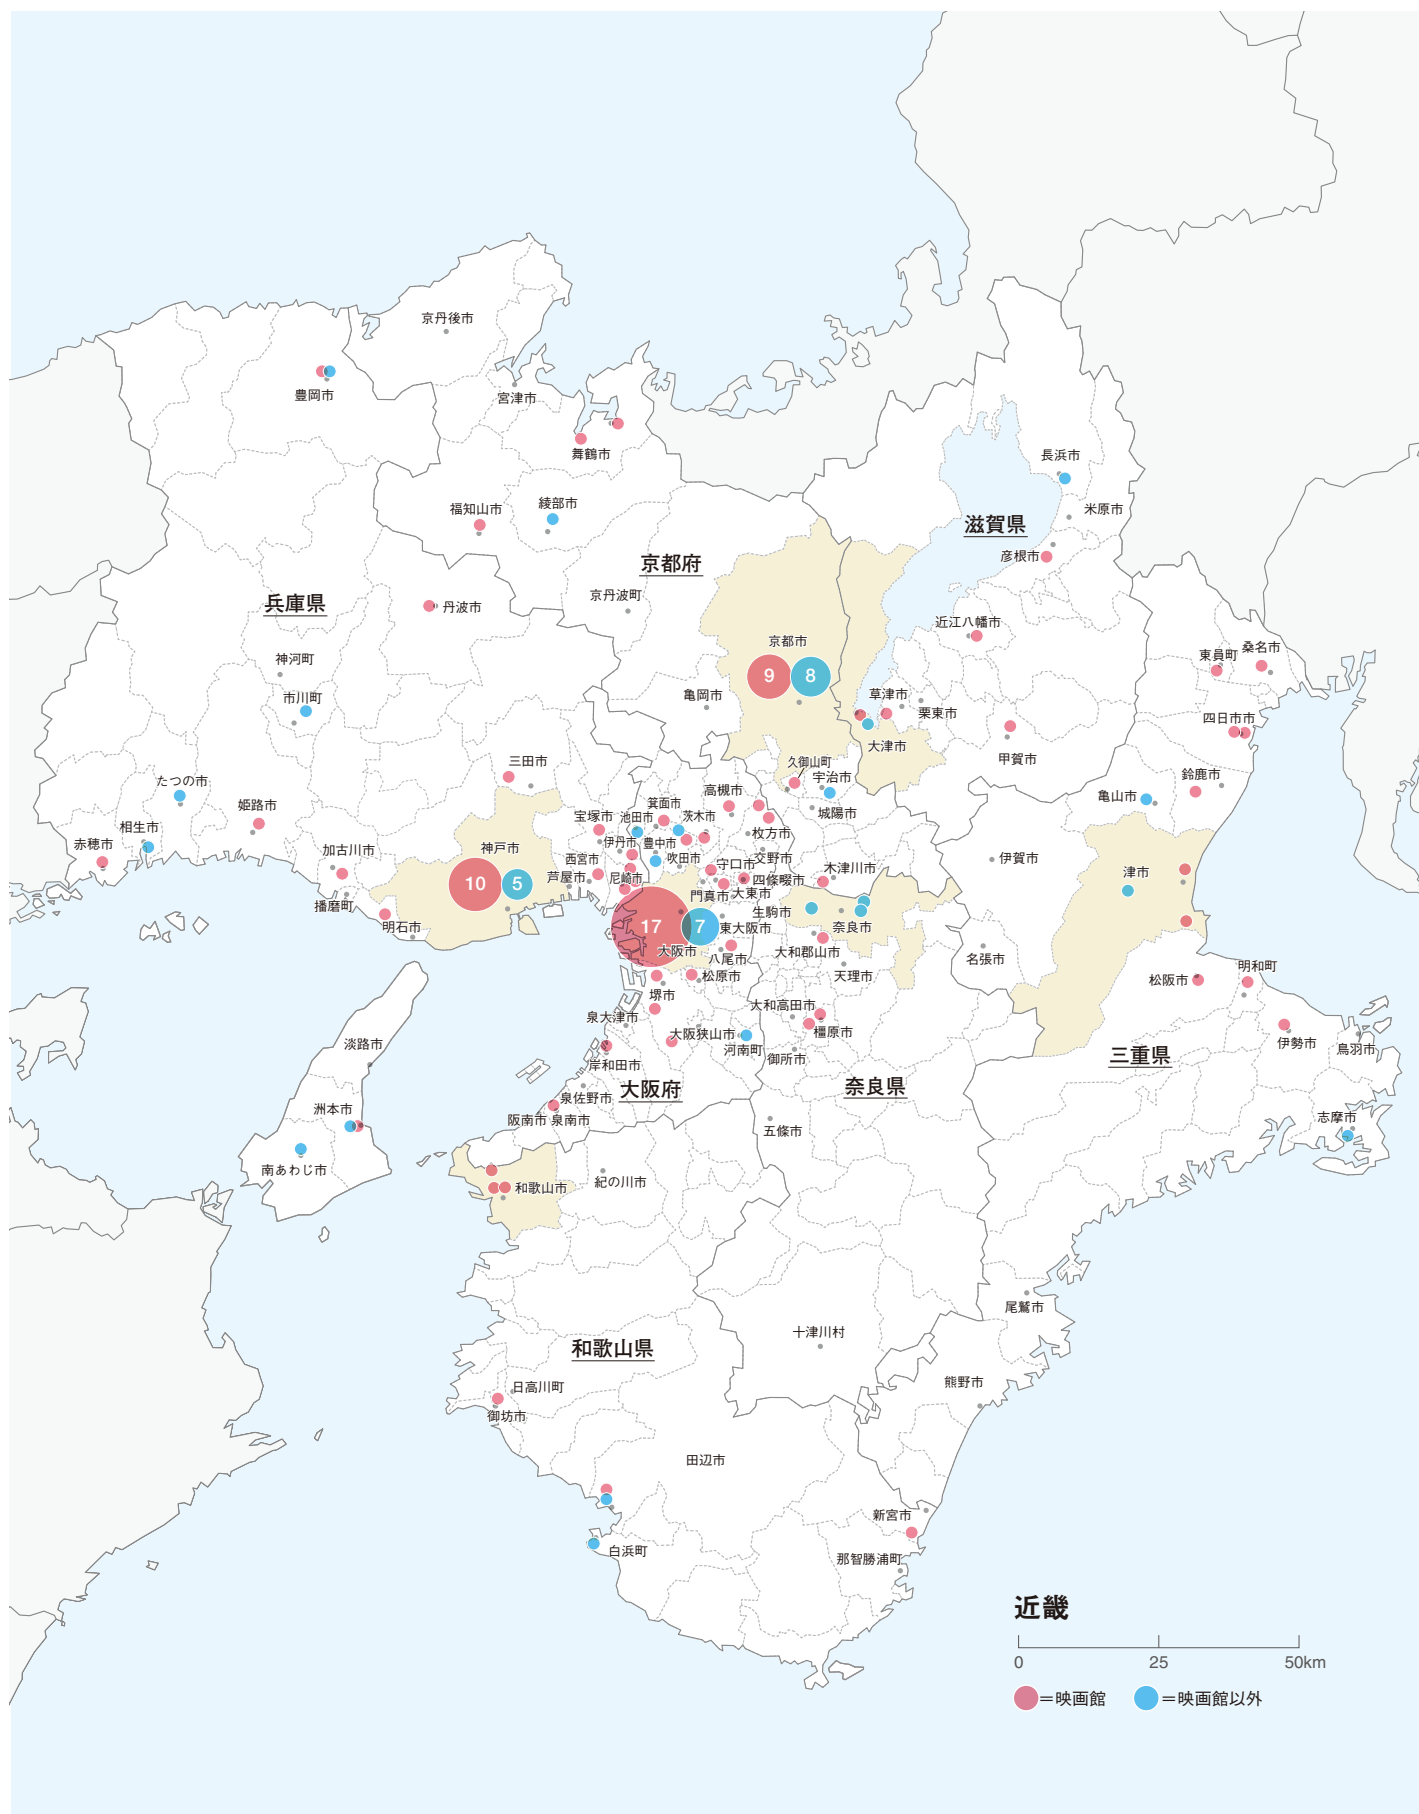 京丹後市
豊岡市
宮津市
舞鶴市
長浜市
福知山市
綾部市
米原市
滋賀県
彦根市
京都府
兵庫県
京丹波町
丹波市
近江八幡市
京都市
桑名市
東員町
神河町
9
8
亀岡市
草津市
市川町
栗東市
四日市市
大津市
甲賀市
三田市
久御山町
宇治市
鈴鹿市
たつの市
高槻市
亀山市
姫路市
箕面市
宝塚市
池田市
茨木市
城陽市
相生市
枚方市
赤穂市
加古川市
神戸市
伊丹市
豊中市
西宮市
吹田市
交野市
伊賀市
守口市
木津川市
津市
芦屋市
尼崎市
四條畷市
10
5
門真市
大東市
播磨町
生駒市
明石市
17
7
東大阪市
奈良市
大阪市
八尾市
大和郡山市
名張市
松原市
天理市
松阪市
明和町
堺市
大和高田市
泉大津市
大阪狭山市
橿原市
淡路市
河南町
御所市
伊勢市
鳥羽市
岸和田市
三重県
大阪府
奈良県
泉佐野市
洲本市
阪南市
泉南市
五條市
志摩市
南あわじ市
紀の川市
和歌山市
尾鷲市
十津川村
和歌山県
日高川町
熊野市
御坊市
田辺市
新宮市
白浜町
那智勝浦町
近畿
0
25
50km
=映画館
=映画館以外